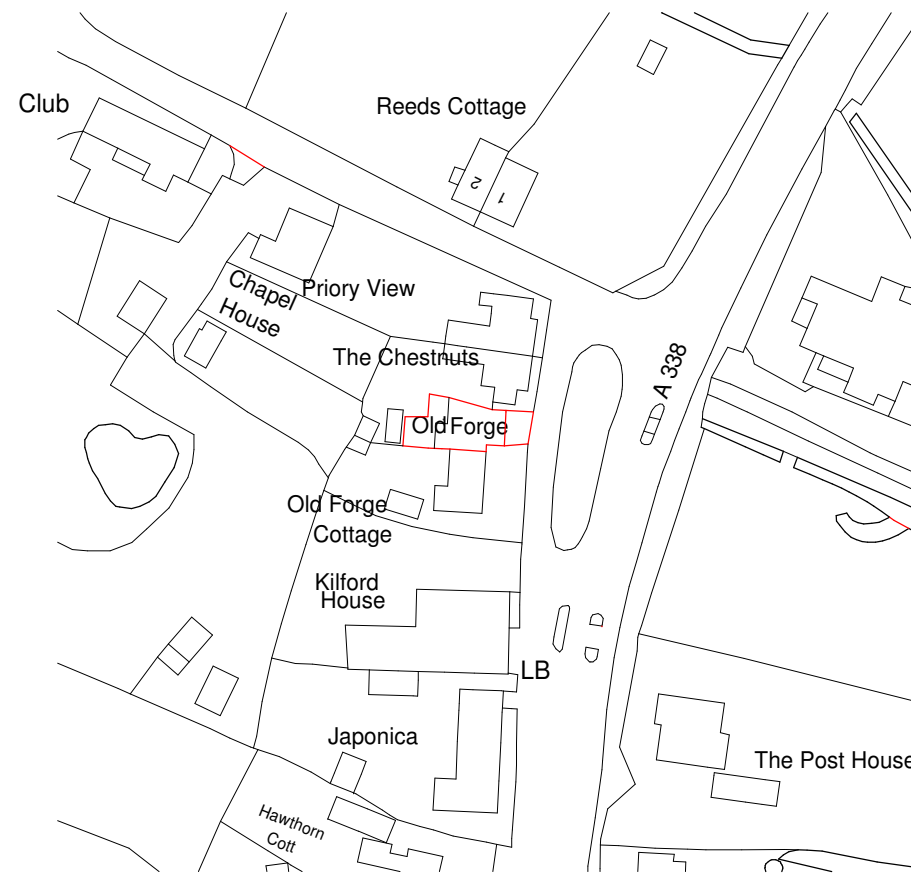 Club
Reeds Cottage
2
1
Chapel
House
Priory View
The Chestnuts
A 338
Old Forge
Old Forge
Cottage
Kilford
House
LB
Japonica
The Post House
Hawthorn
Cott